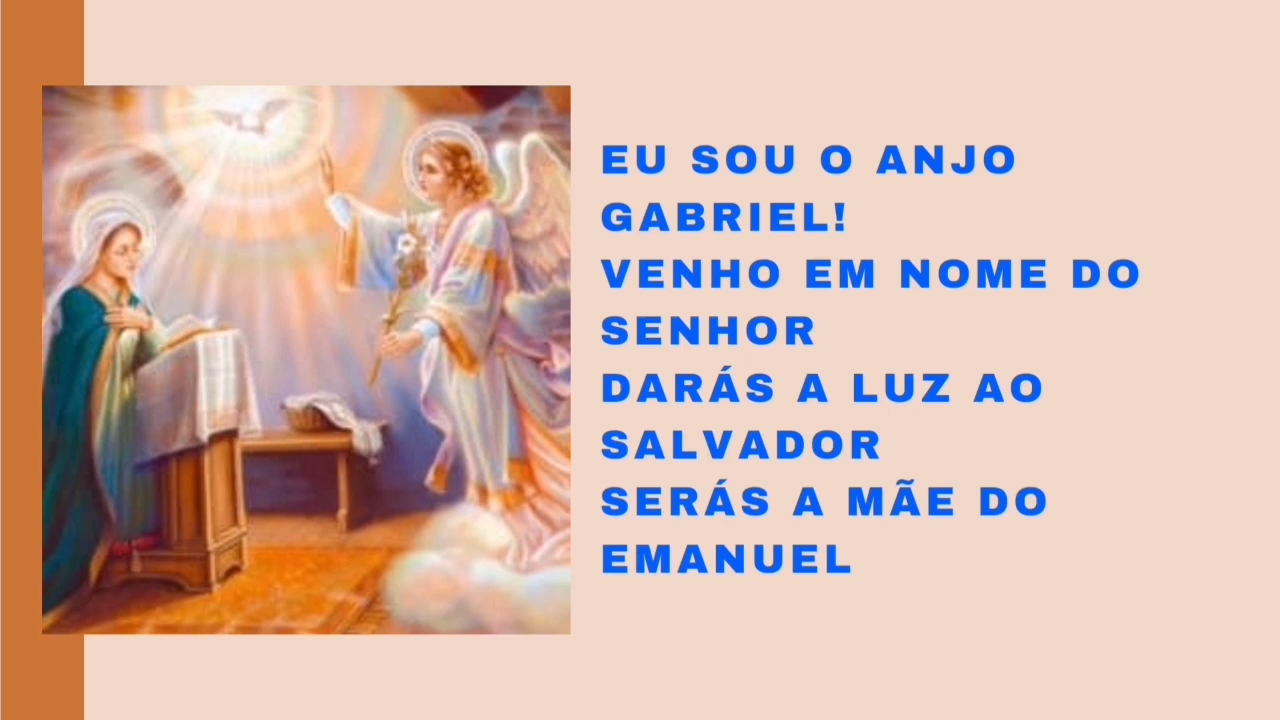 EU SOU O ANJO
GABRIEL!
VENHO EM NOME DO
SENHOR
DARÁS A LUZ AO
SALVADOR
SERÁS A MÃE DO
EMANUEL